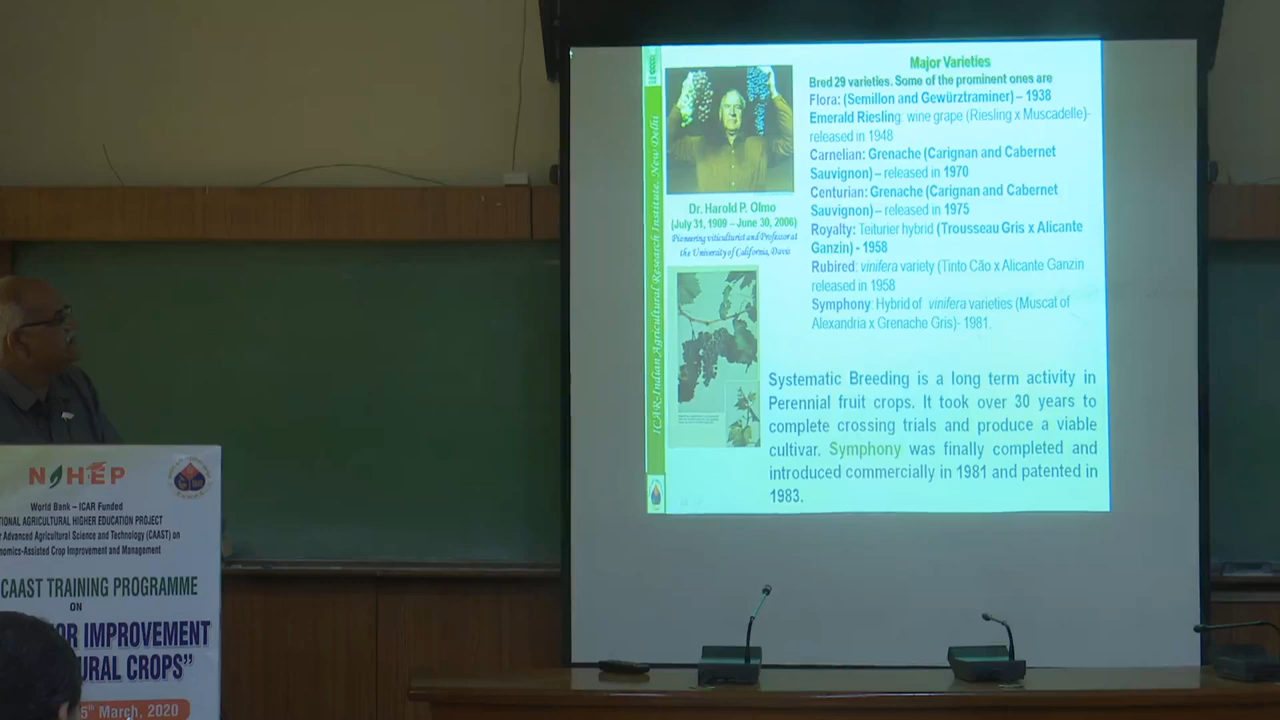 Major Varieties
Bred 29 varieties. Some of the prominent ones are
Flora: (Semillon and Gewürztraminer) – 1938
Emerald Riesling: wine grape (Riesling x Muscadelle)-
released in 1948
Carnelian: Grenache (Carignan and Cabernet
Sauvignon) – released in 1970
Centurian: Grenache (Carignan and Cabernet
Sauvignon) – released in 1975
Royalty: Teiturier hybrid (Trousseau Gris x Alicante
Ganzin) - 1958
Rubired: vinifera variety (Tinto Cão x Alicante Ganzin
released in 1958
Symphony: Hybrid of vinifera varieties (Muscat of
Alexandria x Grenache Gris)- 1981.
Dr. Harold P. Olmo
(July 31, 1909 – June 30, 2006)
Pioneering viticulturist and Professor at
the University of California, Davis
ICAR-Indian Agricultural Research Institute, New Delhi
Systematic Breeding is a long term activity in
Perennial fruit crops. It took over 30 years to
complete crossing trials and produce a viable
cultivar. Symphony was finally completed and
introduced commercially in 1981 and patented in
1983.
NAHEP
World Bank – ICAR Funded
TIONAL AGRICULTURAL HIGHER EDUCATION PROJECT
r Advanced Agricultural Science and Technology (CAAST) on
nomics-Assisted Crop Improvement and Management
CAAST TRAINING PROGRAMME
ON
OR IMPROVEMENT
URAL CROPS”
5th March, 2020